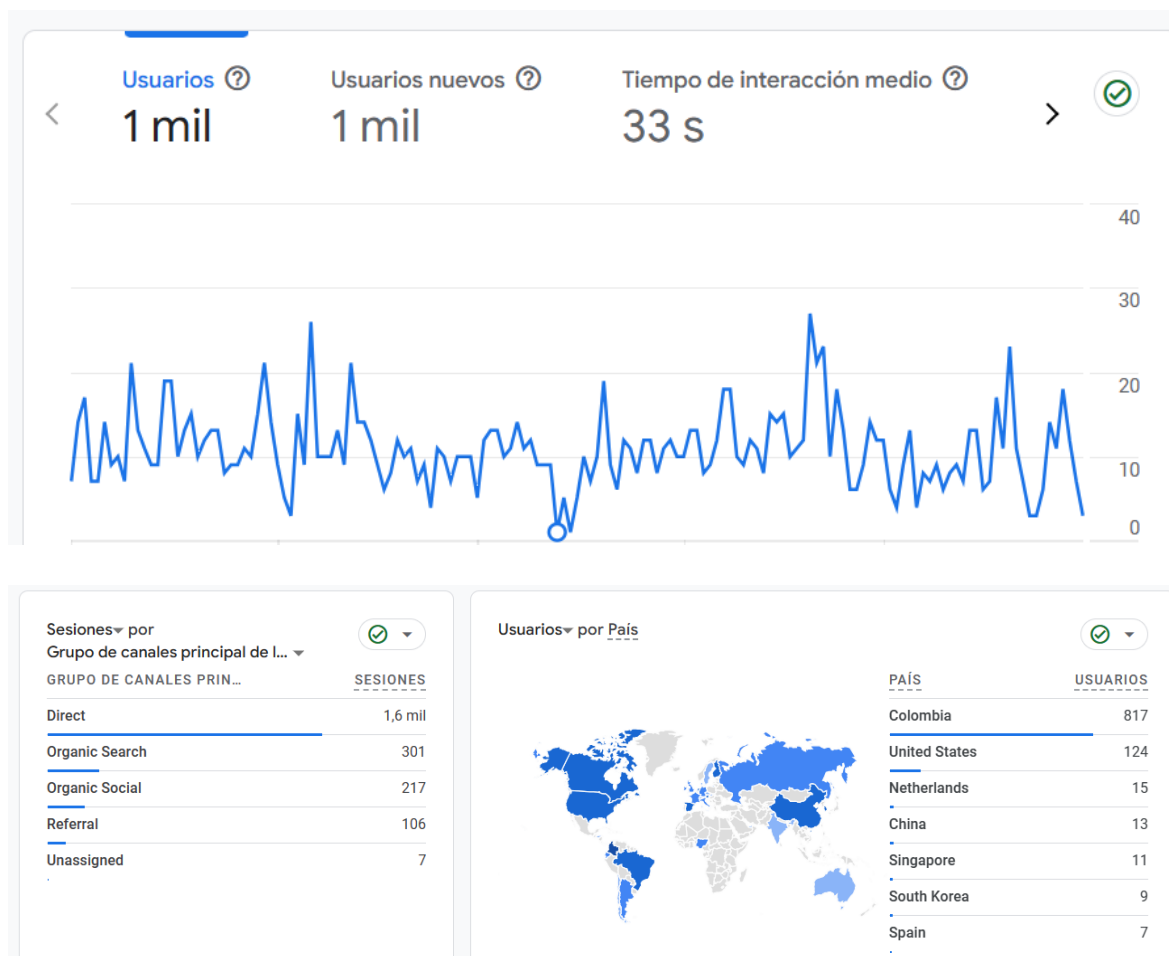 Usuarios Usuarios nuevos Tiempo de interacción medio
1 mil 1 mil 33 s
40
30
20
10
0
Sesiones por
Grupo de canales principal de l...
GRUPO DE CANALES PRIN... SESIONES
Direct 1,6 mil
Organic Search 301
Organic Social 217
Referral 106
Unassigned 7
Usuarios por País
PAÍS USUARIOS
Colombia 817
United States 124
Netherlands 15
China 13
Singapore 11
South Korea 9
Spain 7